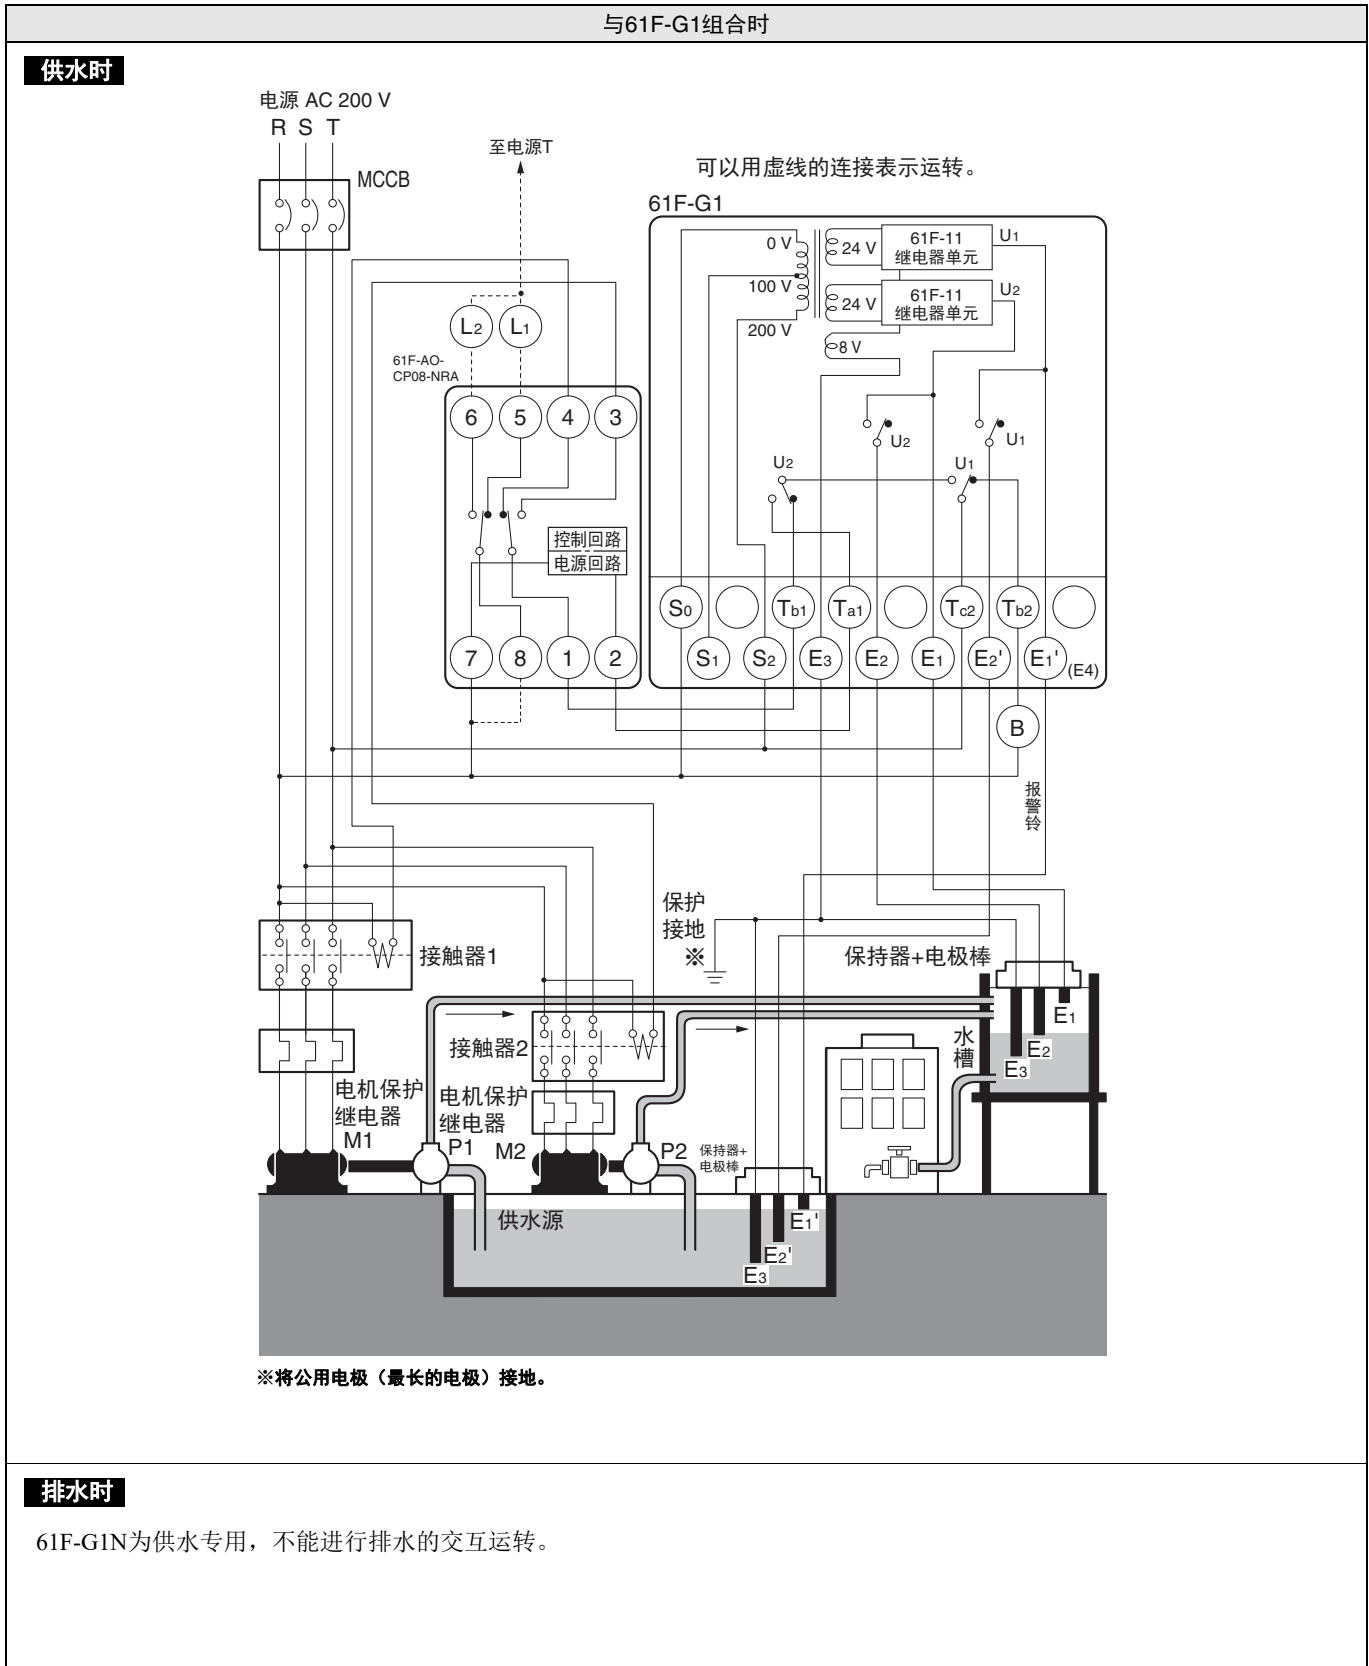 与61F-G1组合时
供水时
电源 AC 200 V
R S T
MCCB
至电源T
可以用虚线的连接表示运转。
61F-G1
0 V
100 V
200 V
24 V
61F-11
继电器单元
U1
24 V
61F-11
继电器单元
U2
8 V
L2
L1
61F-AO-
CP08-NRA
6 5 4 3
U2
U1
U2
U1
控制回路
电源回路
S0 Tb1 Ta1 Tc2 Tb2
7 8 1 2
S1 S2 E3 E2 E1 E2' E1' (E4)
B
报警铃
保护
接地
※
接触器1
保持器+电极棒
接触器2
水槽
E1
E2
E3
电机保护
继电器
M1
电机保护
继电器
P1
M2
P2
保持器+
电极棒
供水源
E1'
E2'
E3
※将公用电极（最长的电极）接地。
排水时
61F-G1N为供水专用，不能进行排水的交互运转。